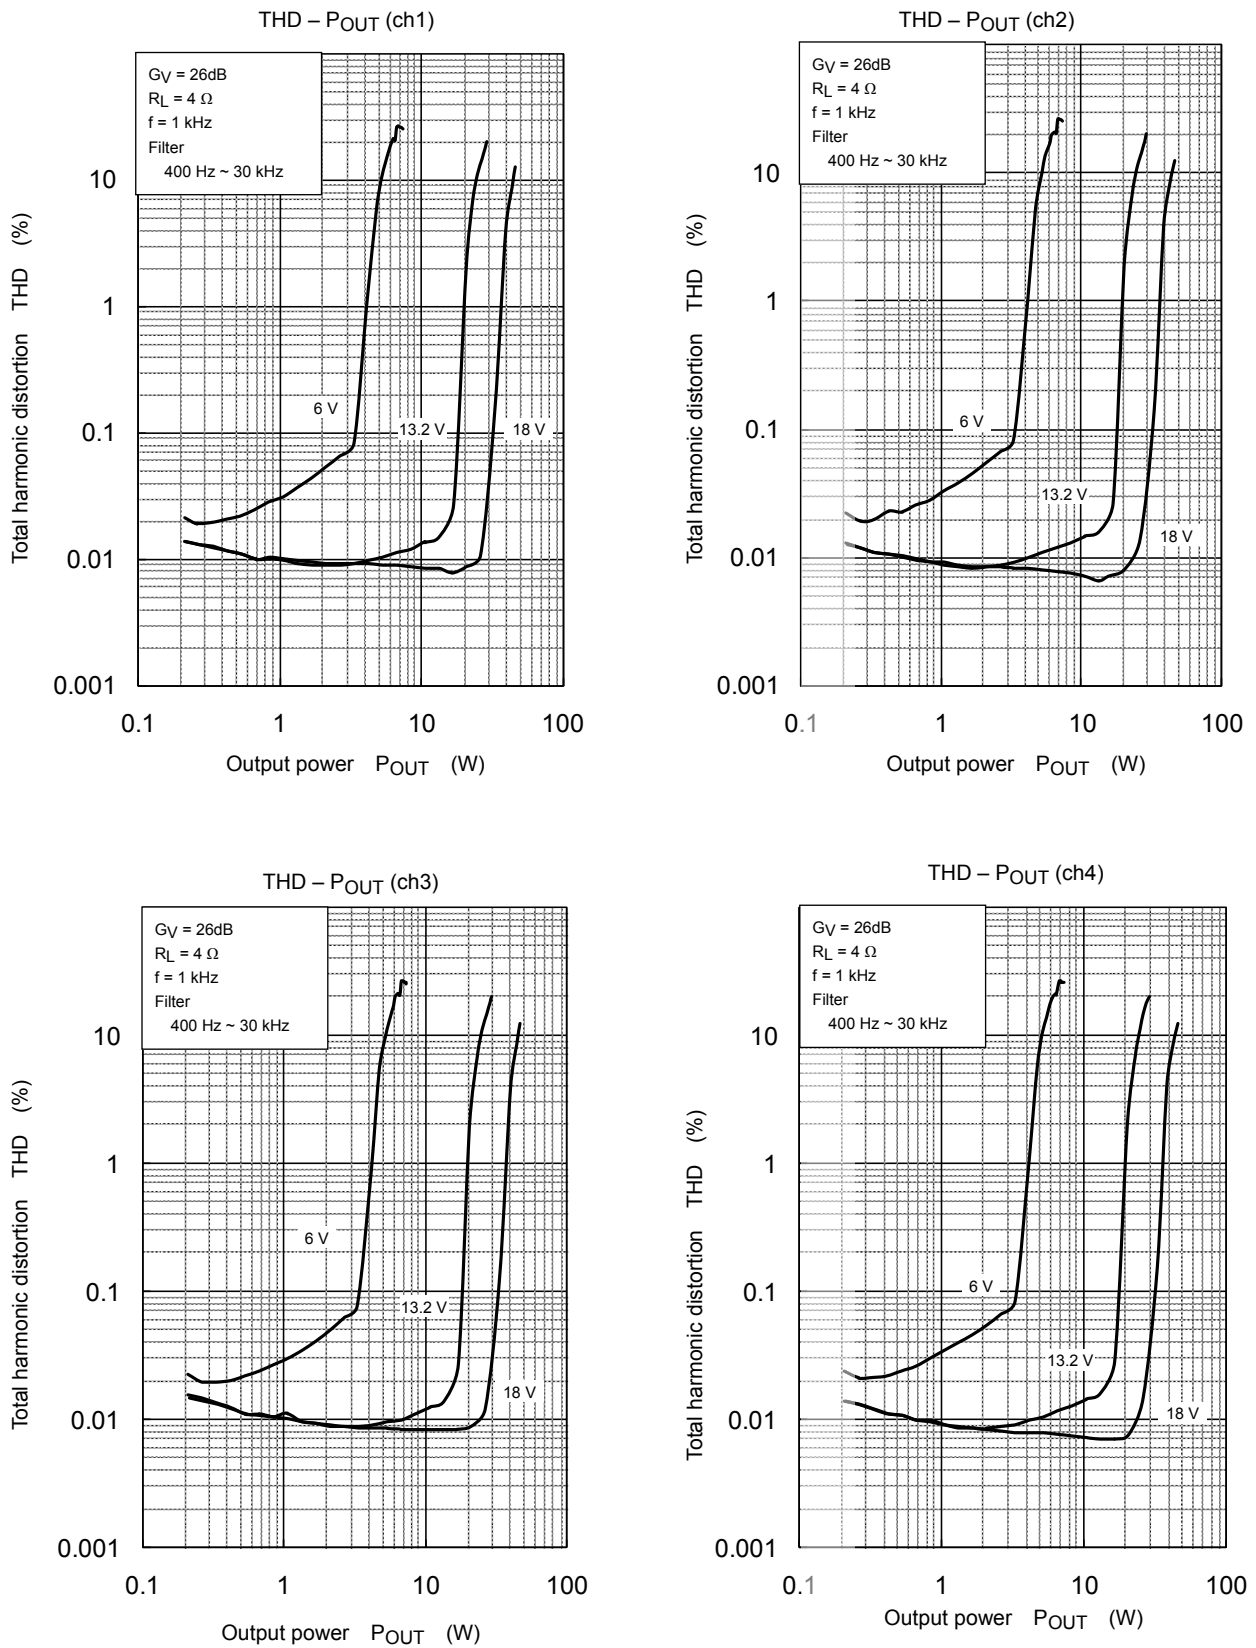 THD – POUT (ch1)
GV = 26dB
RL = 4 Ω
f = 1 kHz
Filter
400 Hz ~ 30 kHz
Total harmonic distortion THD (%)
10
1
0.1
0.01
0.001
6 V
13.2 V
18 V
0.1 1 10 100
Output power POUT (W)
THD – POUT (ch2)
GV = 26dB
RL = 4 Ω
f = 1 kHz
Filter
400 Hz ~ 30 kHz
Total harmonic distortion THD (%)
10
1
0.1
0.01
0.001
6 V
13.2 V
18 V
0.1 1 10 100
Output power POUT (W)
THD – POUT (ch3)
GV = 26dB
RL = 4 Ω
f = 1 kHz
Filter
400 Hz ~ 30 kHz
Total harmonic distortion THD (%)
10
1
0.1
0.01
0.001
6 V
13.2 V
18 V
0.1 1 10 100
Output power POUT (W)
THD – POUT (ch4)
GV = 26dB
RL = 4 Ω
f = 1 kHz
Filter
400 Hz ~ 30 kHz
Total harmonic distortion THD (%)
10
1
0.1
0.01
0.001
6 V
13.2 V
18 V
0.1 1 10 100
Output power POUT (W)